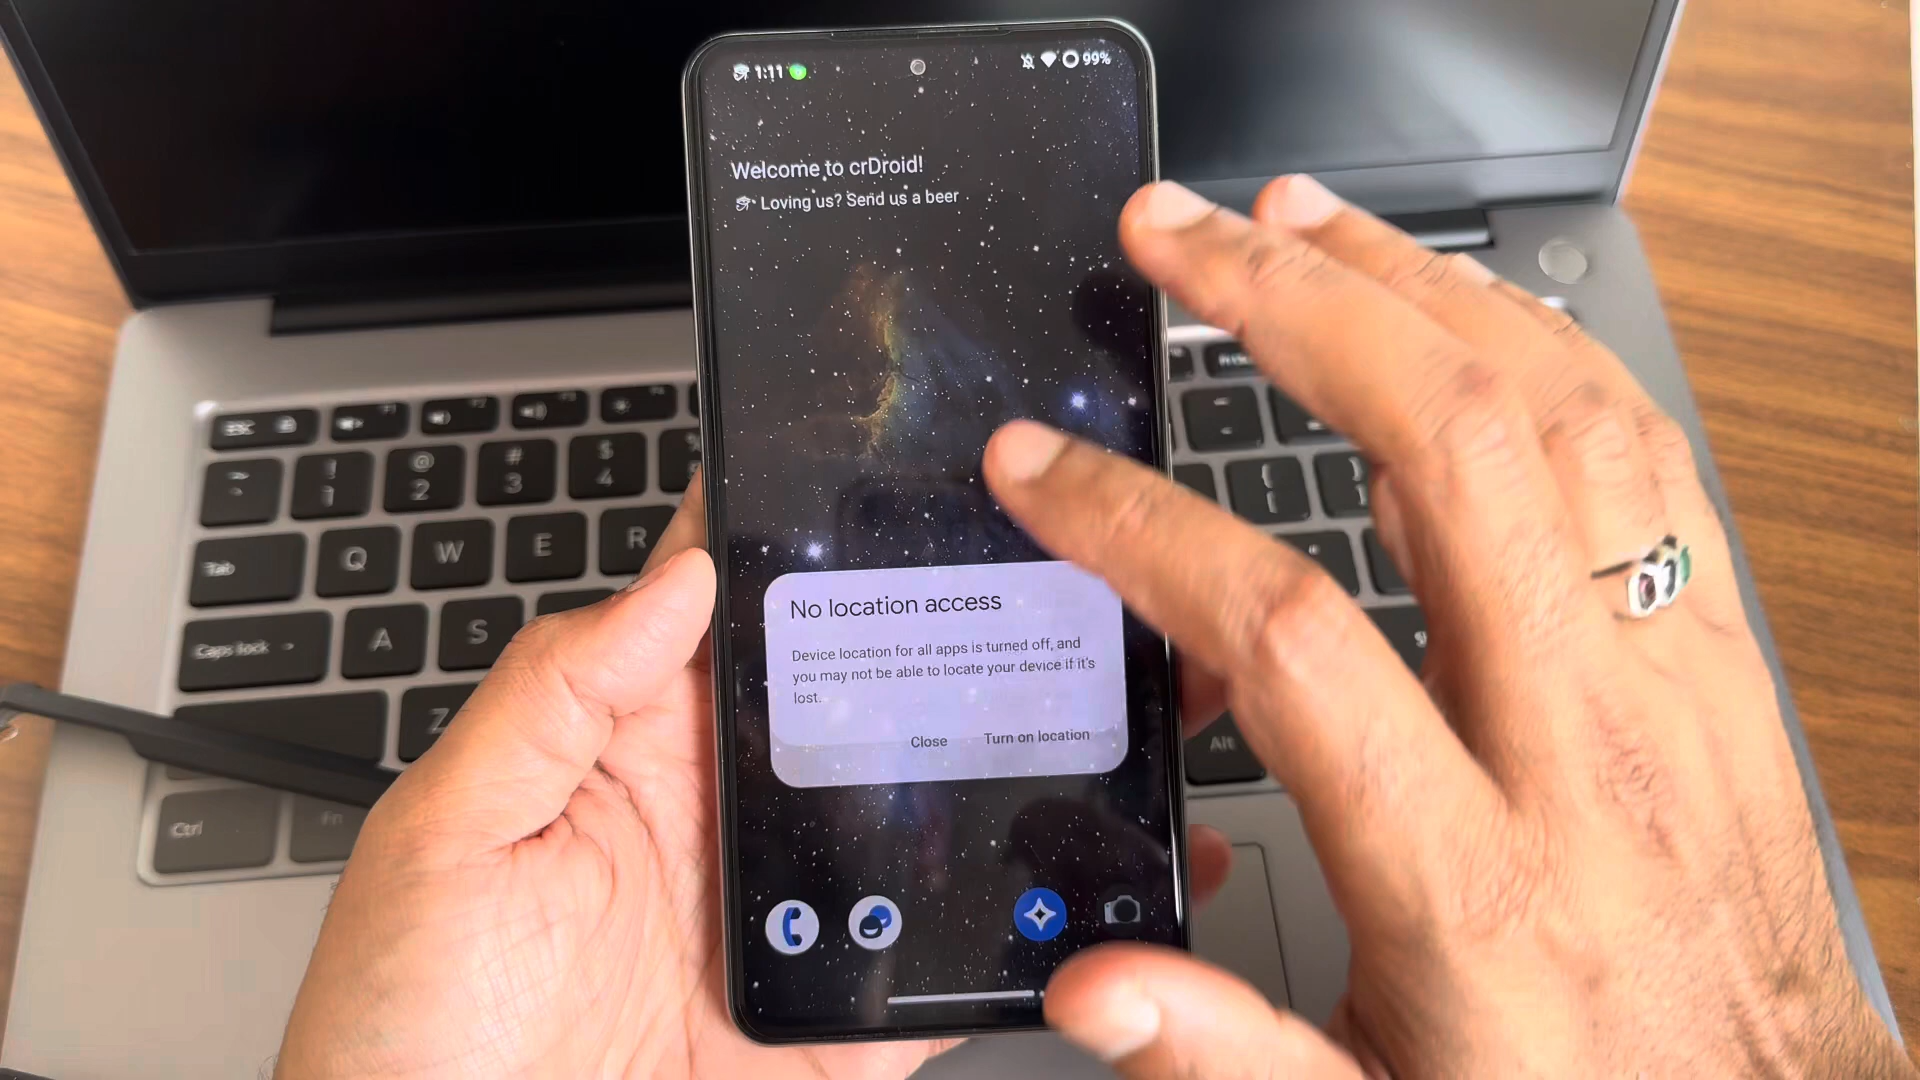 1:11
99%
Welcome to crDroid!
Loving us? Send us a beer
No location access
Device location for all apps is turned off, and
you may not be able to locate your device if it's
lost.
Close
Turn on location
ESC
! @ # $
1 2 3 4
Tab Q W E R
Caps lock A S
Z
Ctrl Fn
Alt